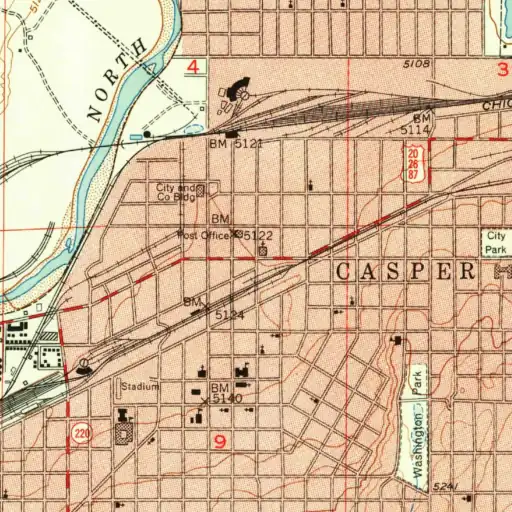 514
NORTH
4
5108
3
CHIC
BM
5114
BM 5121
20
26
87
City and
Co Bldg
BM
Post Office
5122
City
Park
CASPER
BM
5124
Stadium
BM
5140
Washington Park
220
9
5241